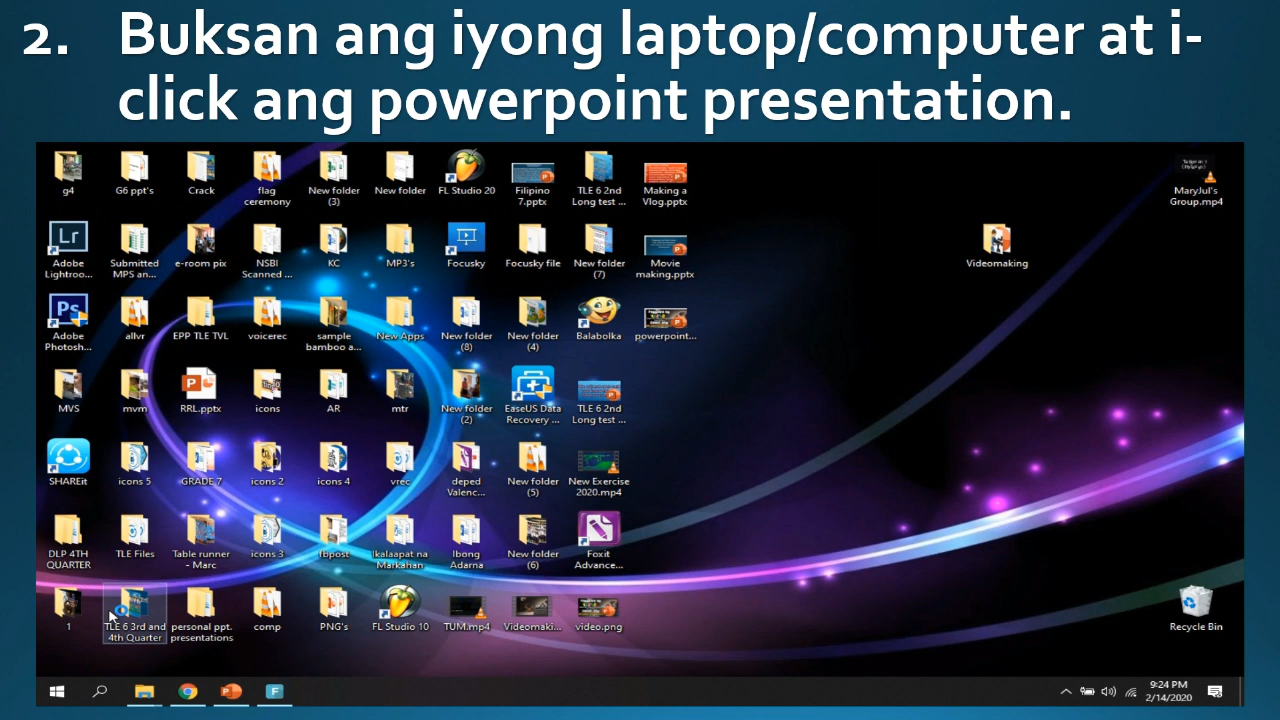 2. Buksan ang iyong laptop/computer at i-
click ang powerpoint presentation.
g4
G6 ppt's
Crack
flag
ceremony
New folder
(3)
New folder
FL Studio 20
Filipino
7.pptx
TLE 6 2nd
Long test ...
Making a
Vlog.pptx
MaryJul's
Group.mp4
Lr
Adobe
Lightroo...
Submitted
MPS an...
e-room pix
NSBI
Scanned ...
KC
MP3's
Focusky
Focusky file
New folder
(7)
Movie
making.pptx
Videomaking
Ps
Adobe
Photosh...
allvr
EPP TLE TVL
voicerec
sample
bamboo a...
New Apps
New folder
(8)
New folder
(4)
Balabolka
powerpoint...
MVS
mvm
RRL.pptx
icons
AR
mtr
New folder
(2)
EaseUS Data
Recovery ...
TLE 6 2nd
Long test ...
SHAREit
icons 5
GRADE 7
icons 2
icons 4
vrec
deped
Valenc...
New folder
(5)
New Exercise
2020.mp4
DLP 4TH
QUARTER
TLE Files
Table runner
- Marc
icons 3
fbpost
Ikalaapat na
Markahan
Ibong
Adarna
New folder
(6)
Foxit
Advance...
1
TLE 6 3rd and
4th Quarter
personal ppt.
presentations
comp
PNG's
FL Studio 10
TUM.mp4
Videomaki...
video.png
Recycle Bin
9:24 PM
2/14/2020